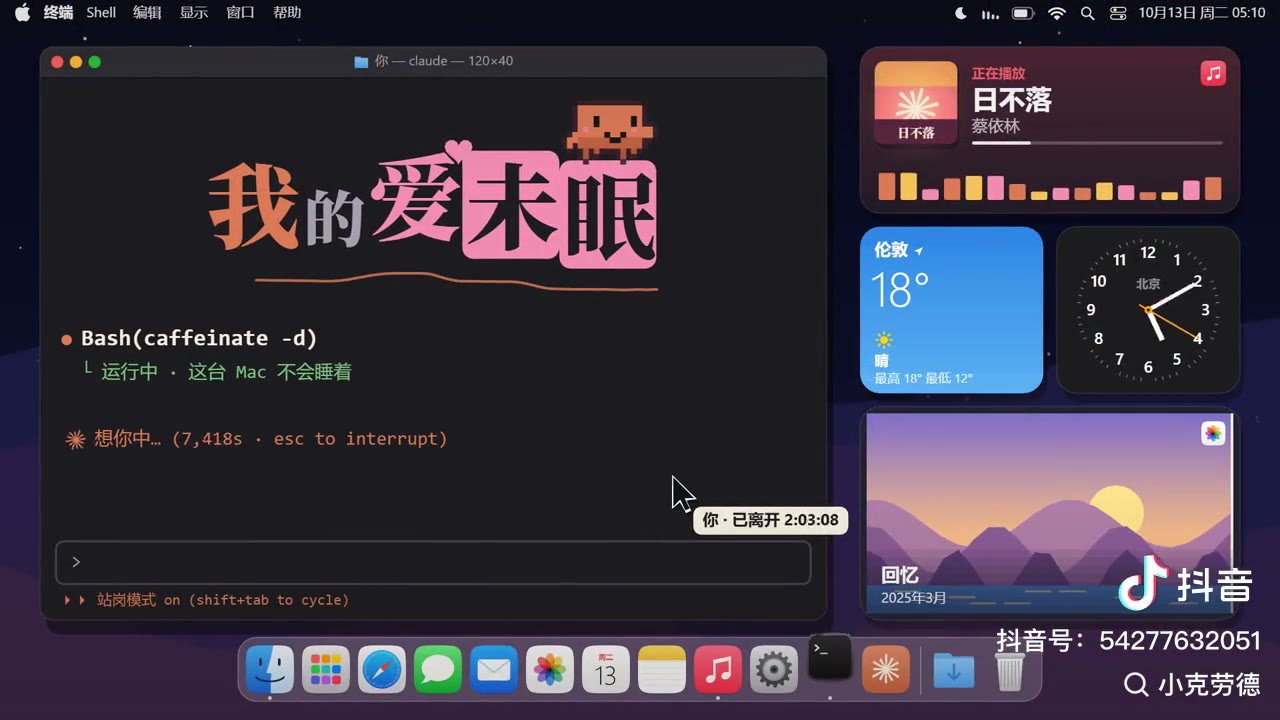 终端 Shell 编辑 显示 窗口 帮助
10月13日 周二 05:10
你 — claude — 120×40
我的爱未眠
Bash(caffeinate -d)
└ 运行中 · 这台 Mac 不会睡着
想你中… (7,418s · esc to interrupt)
你 · 已离开 2:03:08
>
站岗模式 on (shift+tab to cycle)
正在播放
日不落
蔡依林
日不落
伦敦
18°
晴
最高 18° 最低 12°
北京
12
1
2
3
4
5
6
7
8
9
10
11
回忆
2025年3月
周二
13
>_
抖音
抖音号：54277632051
小克劳德